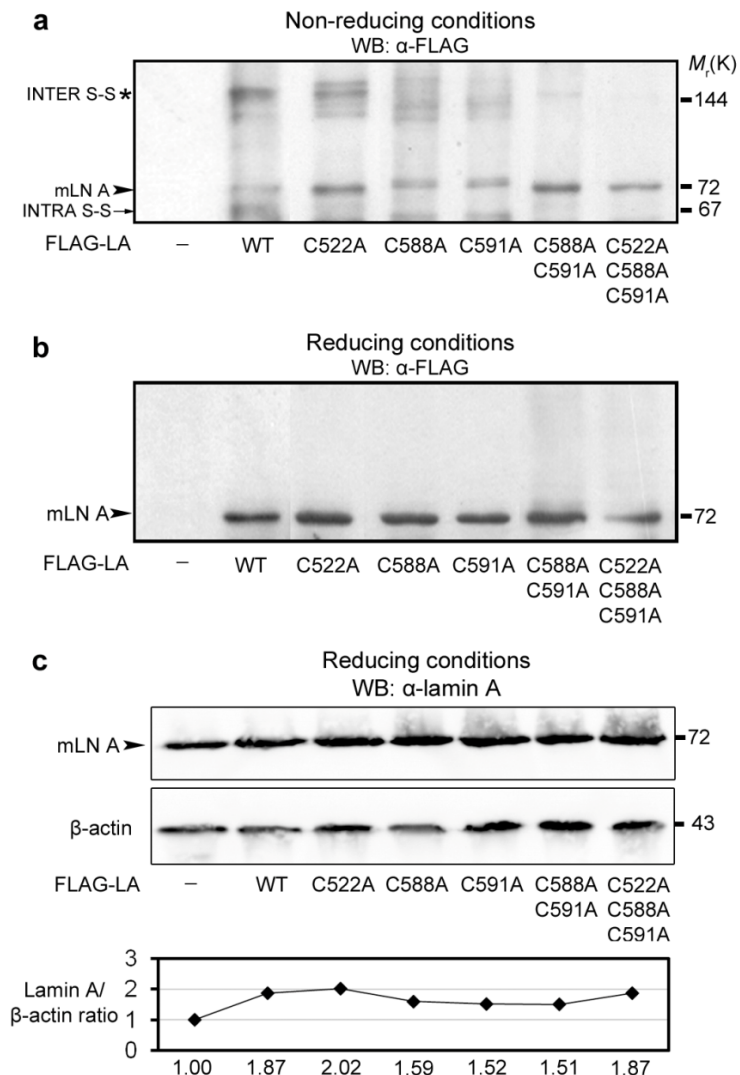 a
Non-reducing conditions
WB: α-FLAG
Mr(K)
INTER S-S*
144
mLN A
72
INTRA S-S→
67
FLAG-LA – WT C522A C588A C591A C588A C522A
C591A C588A
C591A
b
Reducing conditions
WB: α-FLAG
mLN A
72
FLAG-LA – WT C522A C588A C591A C588A C522A
C591A C588A
C591A
c
Reducing conditions
WB: α-lamin A
mLN A
72
β-actin
43
FLAG-LA – WT C522A C588A C591A C588A C522A
C591A C588A
C591A
3
Lamin A/ 2
β-actin ratio 1
0
1.00 1.87 2.02 1.59 1.52 1.51 1.87